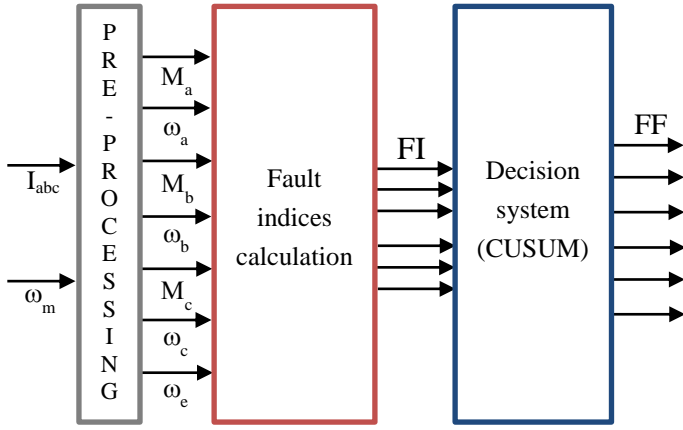 I_abc
ω_m
PRE-PROCESSING
M_a
ω_a
M_b
ω_b
M_c
ω_c
ω_e
Fault
indices
calculation
FI
Decision
system
(CUSUM)
FF